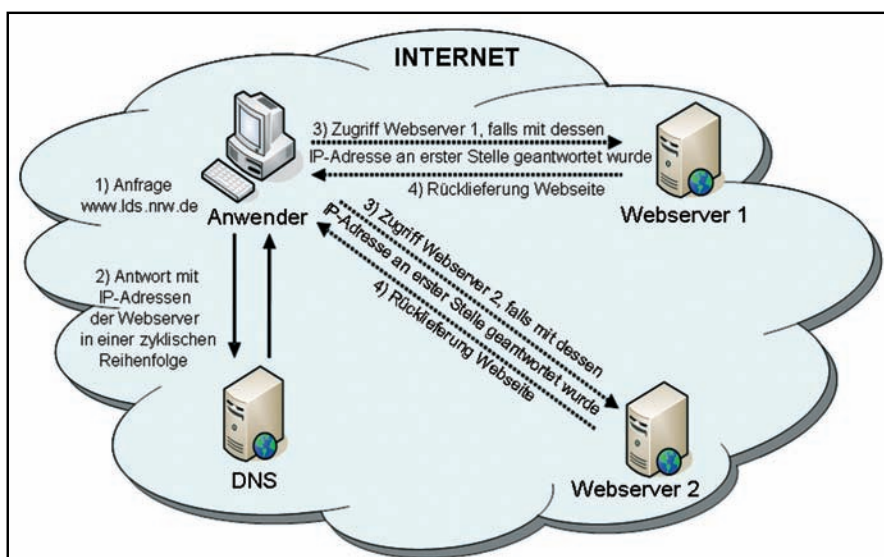 INTERNET
3) Zugriff Webserver 1, falls mit dessen
IP-Adresse an erster Stelle geantwortet wurde
4) Rücklieferung Webseite
Webserver 1
1) Anfrage
www.lds.nrw.de
Anwender
2) Antwort mit
IP-Adressen
der Webserver
in einer zyklischen
Reihenfolge
3) Zugriff Webserver 2, falls mit dessen
IP-Adresse an erster Stelle geantwortet wurde
4) Rücklieferung Webseite
DNS
Webserver 2